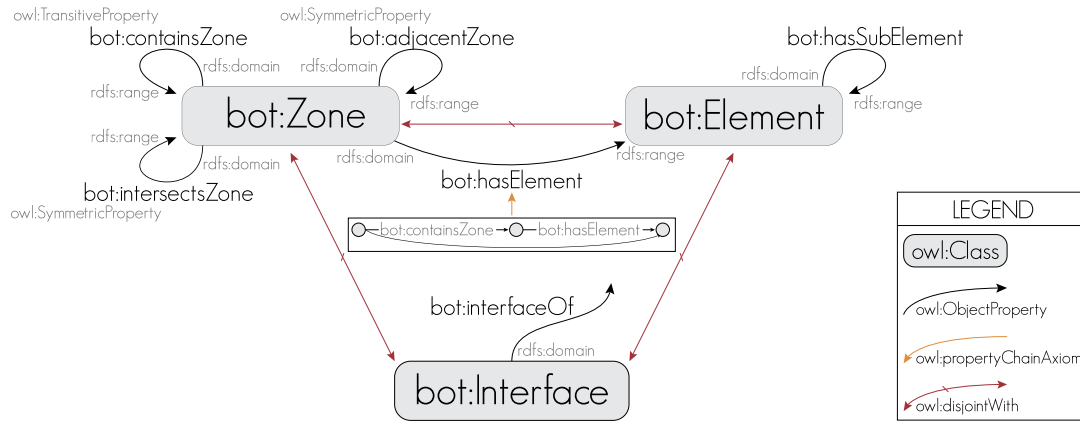 owl:TransitiveProperty
bot:containsZone
rdfs:domain
rdfs:range
owl:SymmetricProperty
bot:adjacentZone
rdfs:domain
rdfs:range
bot:hasSubElement
rdfs:domain
rdfs:range
bot:Zone
bot:Element
rdfs:range
rdfs:domain
bot:intersectsZone
owl:SymmetricProperty
rdfs:domain
rdfs:range
bot:hasElement
bot:containsZone
bot:hasElement
bot:interfaceOf
rdfs:domain
bot:Interface
LEGEND
owl:Class
owl:ObjectProperty
owl:propertyChainAxiom
owl:disjointWith